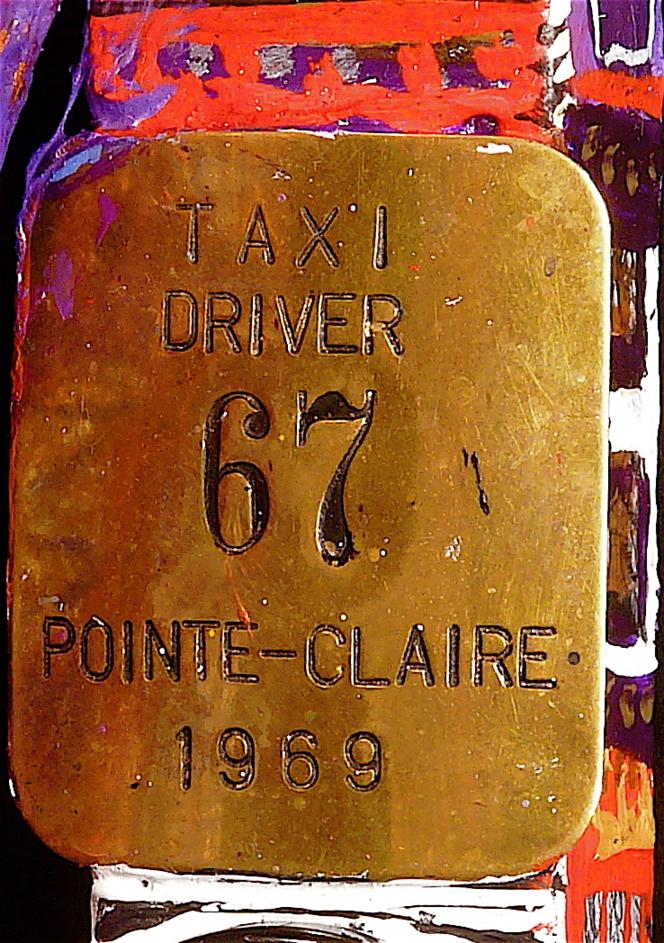 TAXI
DRIVER
67
POINTE-CLAIRE.
1969